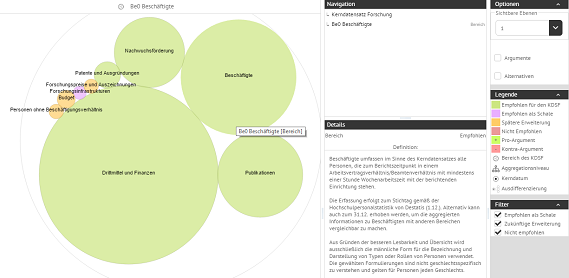 Be0 Beschäftigte
Nachwuchsförderung
Beschäftigte
Patente und Ausgründungen
Forschungspreise und Auszeichnungen
Forschungsinfrastrukturen
Budget
Personen ohne Beschäftigungsverhältnis
Be0 Beschäftigte [Bereich]
Drittmittel und Finanzen
Publikationen
Navigation
Kerndatensatz Forschung
Be0 Beschäftigte Bereich
Details
Bereich Empfohlen
Definition:
Beschäftigte umfassen im Sinne des Kerndatensatzes alle
Personen, die zum Berichtszeitpunkt in einem
Arbeitsvertragsverhältnis/Beamtenverhältnis mit mindestens
einer Stunde Wochenarbeitszeit mit der berichtenden
Einrichtung stehen.
Die Erfassung erfolgt zum Stichtag gemäß der
Hochschulpersonalstatistik von Destatis (1.12.). Alternativ kann
auch zum 31.12. erhoben werden, um die aggregierten
Informationen zu Beschäftigten mit anderen Bereichen
vergleichbar zu machen.
Aus Gründen der besseren Lesbarkeit und Übersicht wird
ausschließlich die männliche Form für die Bezeichnung und
Darstellung von Typen oder Rollen von Personen verwendet.
Die gewählten Formulierungen sind nicht geschlechtsspezifisch
zu verstehen und gelten für Personen jeden Geschlechts.
Optionen
Sichtbare Ebenen
Argumente
Alternativen
Legende
Empfehlen für den KDSF
Empfehlen als Schale
Spätere Erweiterung
Nicht Empfohlen
Pro-Argument
Kontra-Argument
Bereich des KDSF
Aggregationsniveau
Kerndatum
Ausdifferenzierung
Filter
Empfohlen als Schale
Zukünftige Erweiterung
Nicht empfohlen